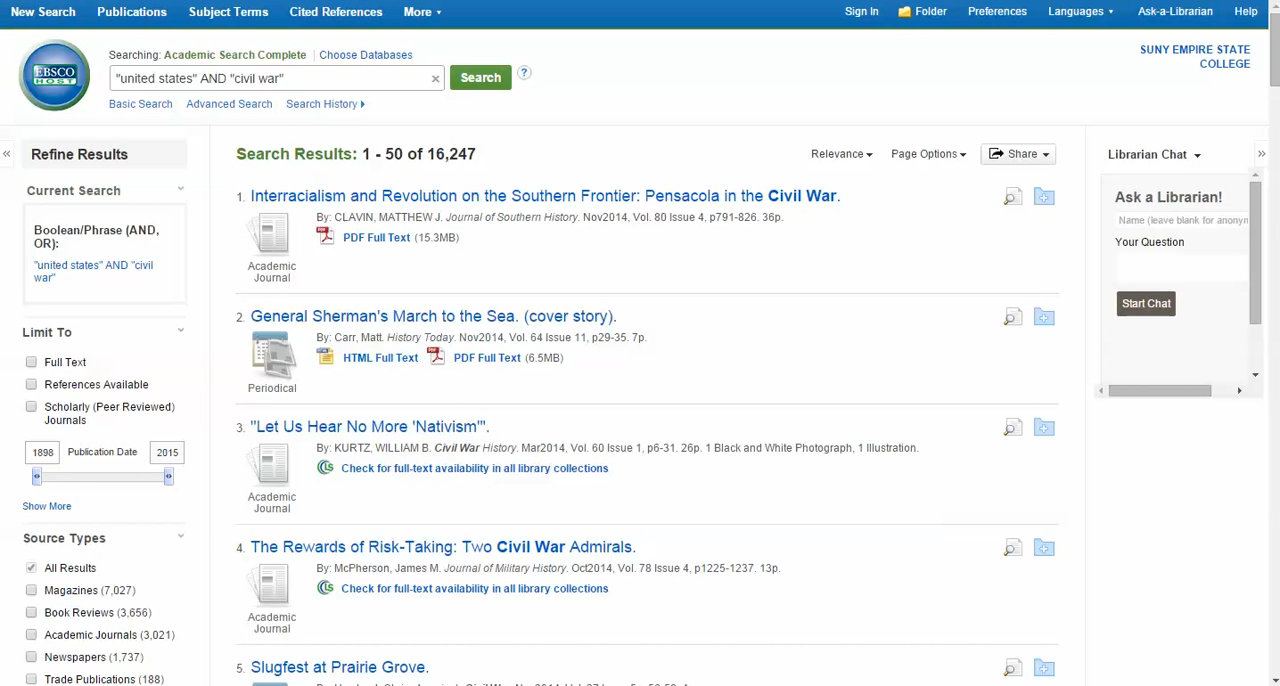 New Search Publications Subject Terms Cited References More Sign In Folder Preferences Languages Ask-a-Librarian Help
EBSCO HOST
Searching: Academic Search Complete Choose Databases
"united states" AND "civil war" × Search ?
Basic Search Advanced Search Search History
SUNY EMPIRE STATE
COLLEGE
«
Refine Results
Current Search
Boolean/Phrase (AND,
OR):
"united states" AND "civil
war"
Limit To
Full Text
References Available
Scholarly (Peer Reviewed)
Journals
1898 Publication Date 2015
Show More
Source Types
All Results
Magazines (7,027)
Book Reviews (3,656)
Academic Journals (3,021)
Newspapers (1,737)
Trade Publications (188)
Search Results: 1 - 50 of 16,247 Relevance Page Options Share
1. Interracialism and Revolution on the Southern Frontier: Pensacola in the Civil War.
By: CLAVIN, MATTHEW J. Journal of Southern History. Nov2014, Vol. 80 Issue 4, p791-826. 36p.
PDF Full Text (15.3MB)
Academic
Journal
2. General Sherman's March to the Sea. (cover story).
By: Carr, Matt. History Today. Nov2014, Vol. 64 Issue 11, p29-35. 7p.
HTML Full Text PDF Full Text (6.5MB)
Periodical
3. "Let Us Hear No More 'Nativism'".
By: KURTZ, WILLIAM B. Civil War History. Mar2014, Vol. 60 Issue 1, p6-31. 26p. 1 Black and White Photograph, 1 Illustration.
Check for full-text availability in all library collections
Academic
Journal
4. The Rewards of Risk-Taking: Two Civil War Admirals.
By: McPherson, James M. Journal of Military History. Oct2014, Vol. 78 Issue 4, p1225-1237. 13p.
Check for full-text availability in all library collections
Academic
Journal
5. Slugfest at Prairie Grove.
Librarian Chat »
Ask a Librarian!
Name (leave blank for anonym
Your Question
Start Chat